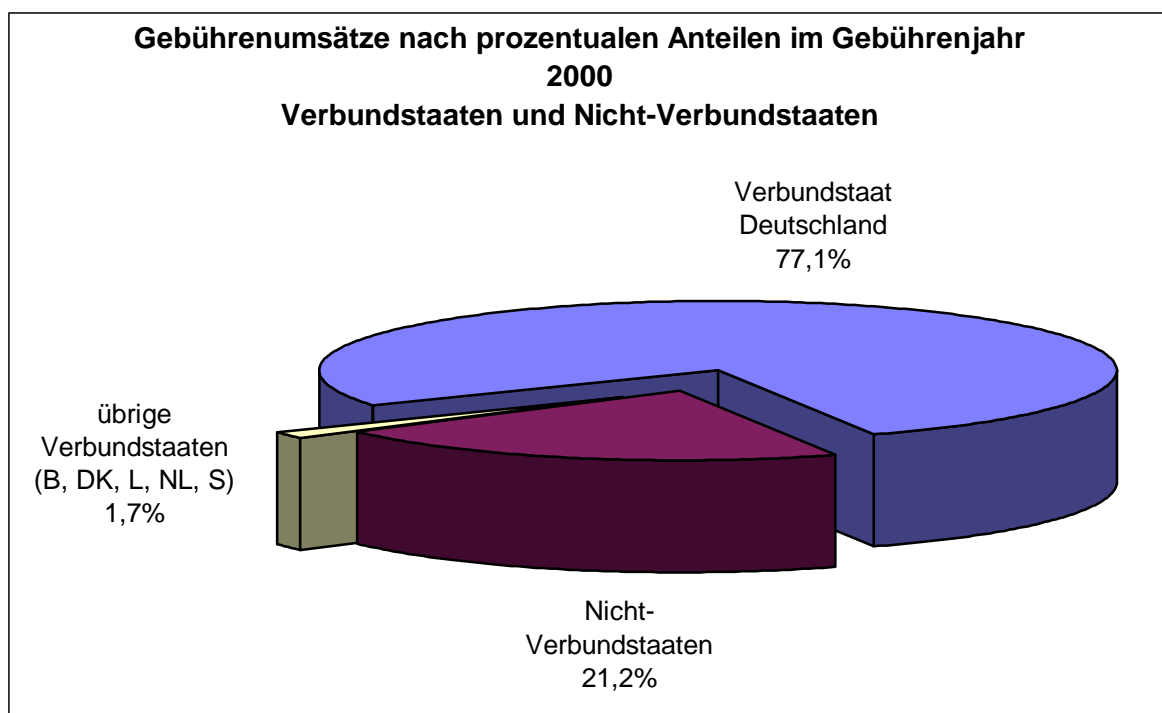 Gebührenumsätze nach prozentualen Anteilen im Gebührenjahr
2000
Verbundstaaten und Nicht-Verbundstaaten
Verbundstaat
Deutschland
77,1%
übrige
Verbundstaaten
(B, DK, L, NL, S)
1,7%
Nicht-
Verbundstaaten
21,2%